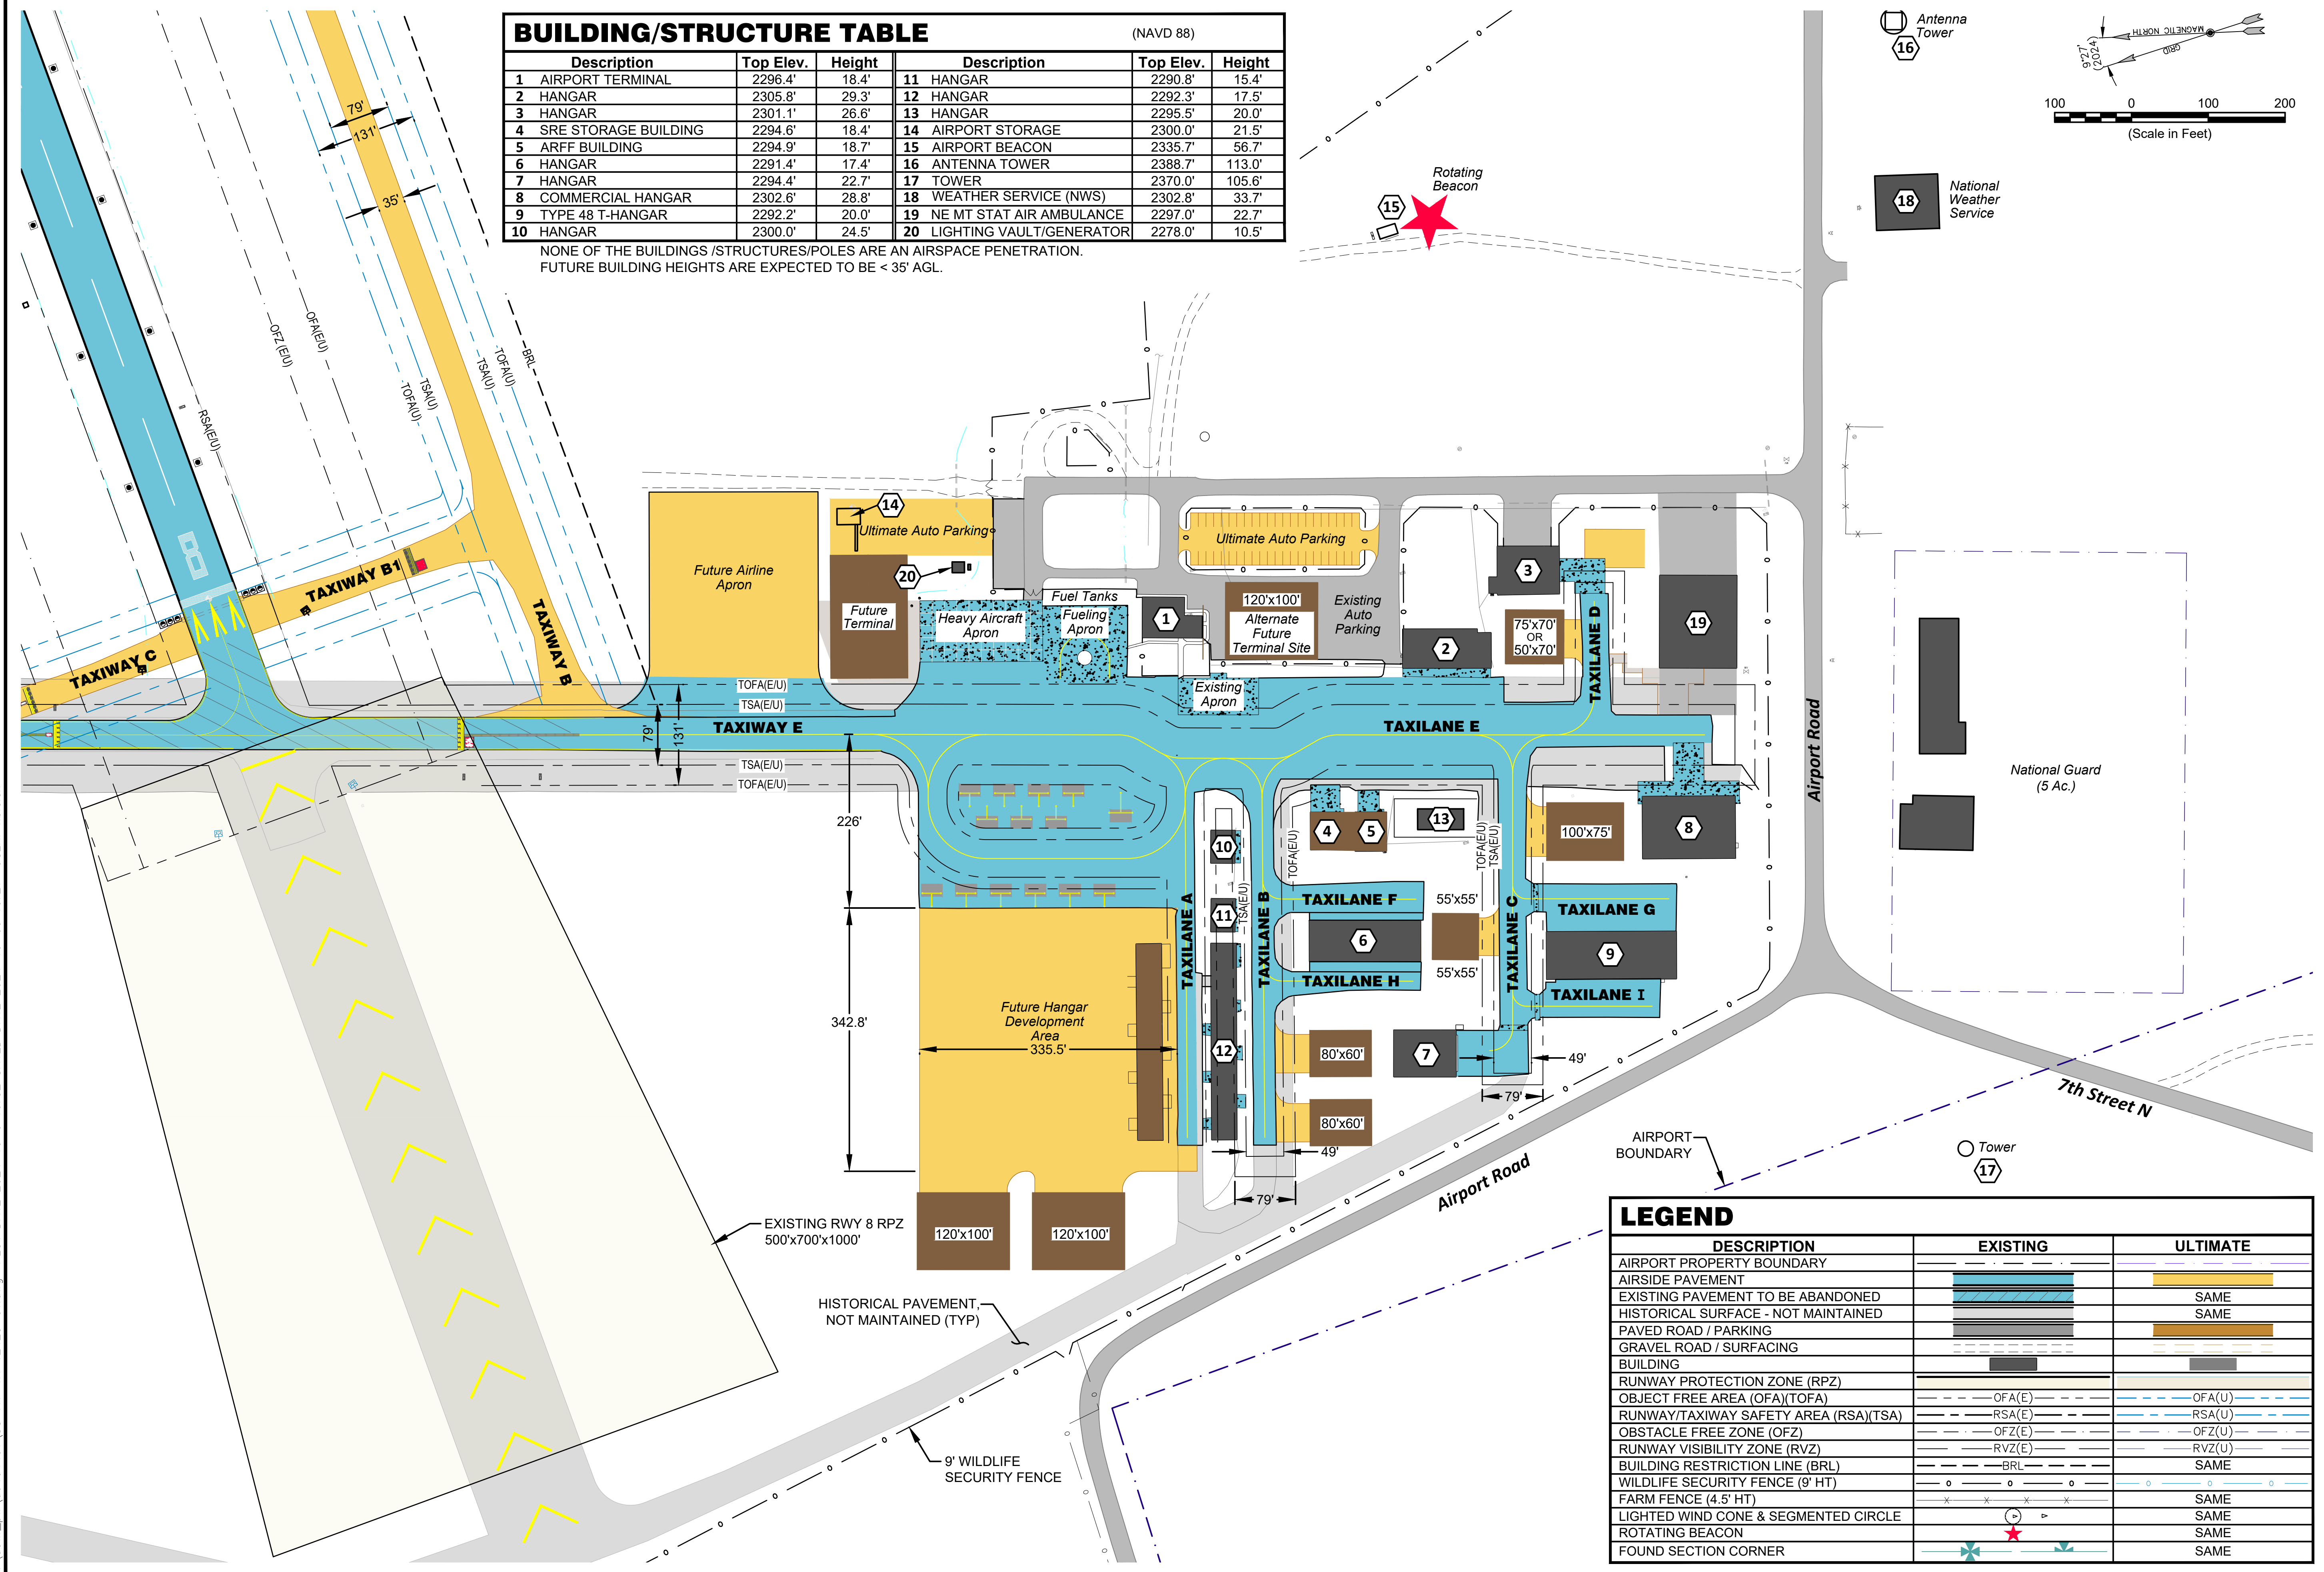 BUILDING/STRUCTURE TABLE (NAVD 88)
Description Top Elev. Height Description Top Elev. Height
1 AIRPORT TERMINAL 2296.4' 18.4' 11 HANGAR 2290.8' 15.4'
2 HANGAR 2305.8' 29.3' 12 HANGAR 2292.3' 17.5'
3 HANGAR 2301.1' 26.6' 13 HANGAR 2295.5' 20.0'
4 SRE STORAGE BUILDING 2294.6' 18.4' 14 AIRPORT STORAGE 2300.0' 21.5'
5 ARFF BUILDING 2294.9' 18.7' 15 AIRPORT BEACON 2335.7' 56.7'
6 HANGAR 2291.4' 17.4' 16 ANTENNA TOWER 2388.7' 113.0'
7 HANGAR 2294.4' 22.7' 17 TOWER 2370.0' 105.6'
8 COMMERCIAL HANGAR 2302.6' 28.8' 18 WEATHER SERVICE (NWS) 2302.8' 33.7'
9 TYPE 48 T-HANGAR 2292.2' 20.0' 19 NE MT STAT AIR AMBULANCE 2297.0' 22.7'
10 HANGAR 2300.0' 24.5' 20 LIGHTING VAULT/GENERATOR 2278.0' 10.5'
NONE OF THE BUILDINGS /STRUCTURES/POLES ARE AN AIRSPACE PENETRATION.
FUTURE BUILDING HEIGHTS ARE EXPECTED TO BE < 35' AGL.
Antenna
Tower
16
MAGNETIC NORTH
GRID
9°27'
(2024)
100 0 100 200
(Scale in Feet)
79'
131'
35'
Rotating
Beacon
15
18
National
Weather
Service
OFZ (E/U)
OFA(E/U)
RSA(E/U)
TOFA(U)
TSA(U)
TSA(U)
TOFA(U)
BRL
8
TAXIWAY B1
TAXIWAY C
TAXIWAY B
Future Airline
Apron
14
Ultimate Auto Parking
20
Future
Terminal
Heavy Aircraft
Apron
Fuel Tanks
Fueling
Apron
1
Ultimate Auto Parking
120'x100'
Alternate
Future
Terminal Site
Existing
Auto
Parking
2
3
75'x70'
OR
50'x70'
TAXILANE D
19
Existing
Apron
TOFA(E/U)
TSA(E/U)
TAXIWAY E
79'
131'
TSA(E/U)
TOFA(E/U)
TAXILANE E
Airport Road
National Guard
(5 Ac.)
226'
342.8'
10
11
12
TSA(E/U)
TOFA(E/U)
TAXILANE A
TAXILANE B
4
5
13
TOFA(E/U)
TSA(E/U)
100'x75'
8
TAXILANE F
55'x55'
TAXILANE C
TAXILANE G
6
9
TAXILANE H
55'x55'
TAXILANE I
Future Hangar
Development
Area
335.5'
80'x60'
7
49'
79'
80'x60'
49'
79'
7th Street N
Airport Road
AIRPORT
BOUNDARY
Tower
17
120'x100'
120'x100'
EXISTING RWY 8 RPZ
500'x700'x1000'
HISTORICAL PAVEMENT,
NOT MAINTAINED (TYP)
9' WILDLIFE
SECURITY FENCE
LEGEND
DESCRIPTION EXISTING ULTIMATE
AIRPORT PROPERTY BOUNDARY
AIRSIDE PAVEMENT
EXISTING PAVEMENT TO BE ABANDONED SAME
HISTORICAL SURFACE - NOT MAINTAINED SAME
PAVED ROAD / PARKING
GRAVEL ROAD / SURFACING
BUILDING
RUNWAY PROTECTION ZONE (RPZ)
OBJECT FREE AREA (OFA)(TOFA) OFA(E) OFA(U)
RUNWAY/TAXIWAY SAFETY AREA (RSA)(TSA) RSA(E) RSA(U)
OBSTACLE FREE ZONE (OFZ) OFZ(E) OFZ(U)
RUNWAY VISIBILITY ZONE (RVZ) RVZ(E) RVZ(U)
BUILDING RESTRICTION LINE (BRL) BRL SAME
WILDLIFE SECURITY FENCE (9' HT)
FARM FENCE (4.5' HT) SAME
LIGHTED WIND CONE & SEGMENTED CIRCLE SAME
ROTATING BEACON SAME
FOUND SECTION CORNER SAME